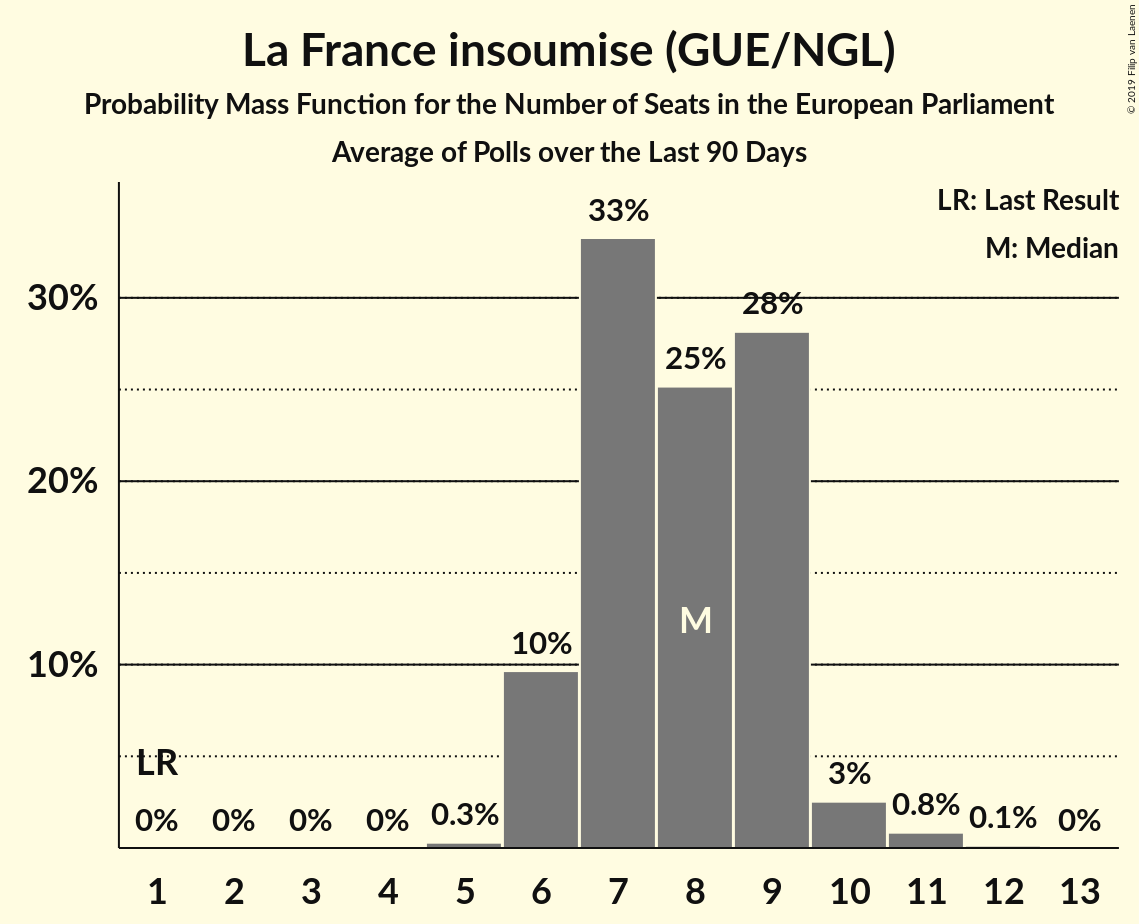 La France insoumise (GUE/NGL)
Probability Mass Function for the Number of Seats in the European Parliament
Average of Polls over the Last 90 Days
© 2019 Filip van Laenen
LR: Last Result
M: Median
30%
20%
10%
LR
0%
0%
0%
0%
0.3%
10%
33%
25%
28%
3%
0.8%
0.1%
0%
M
1 2 3 4 5 6 7 8 9 10 11 12 13